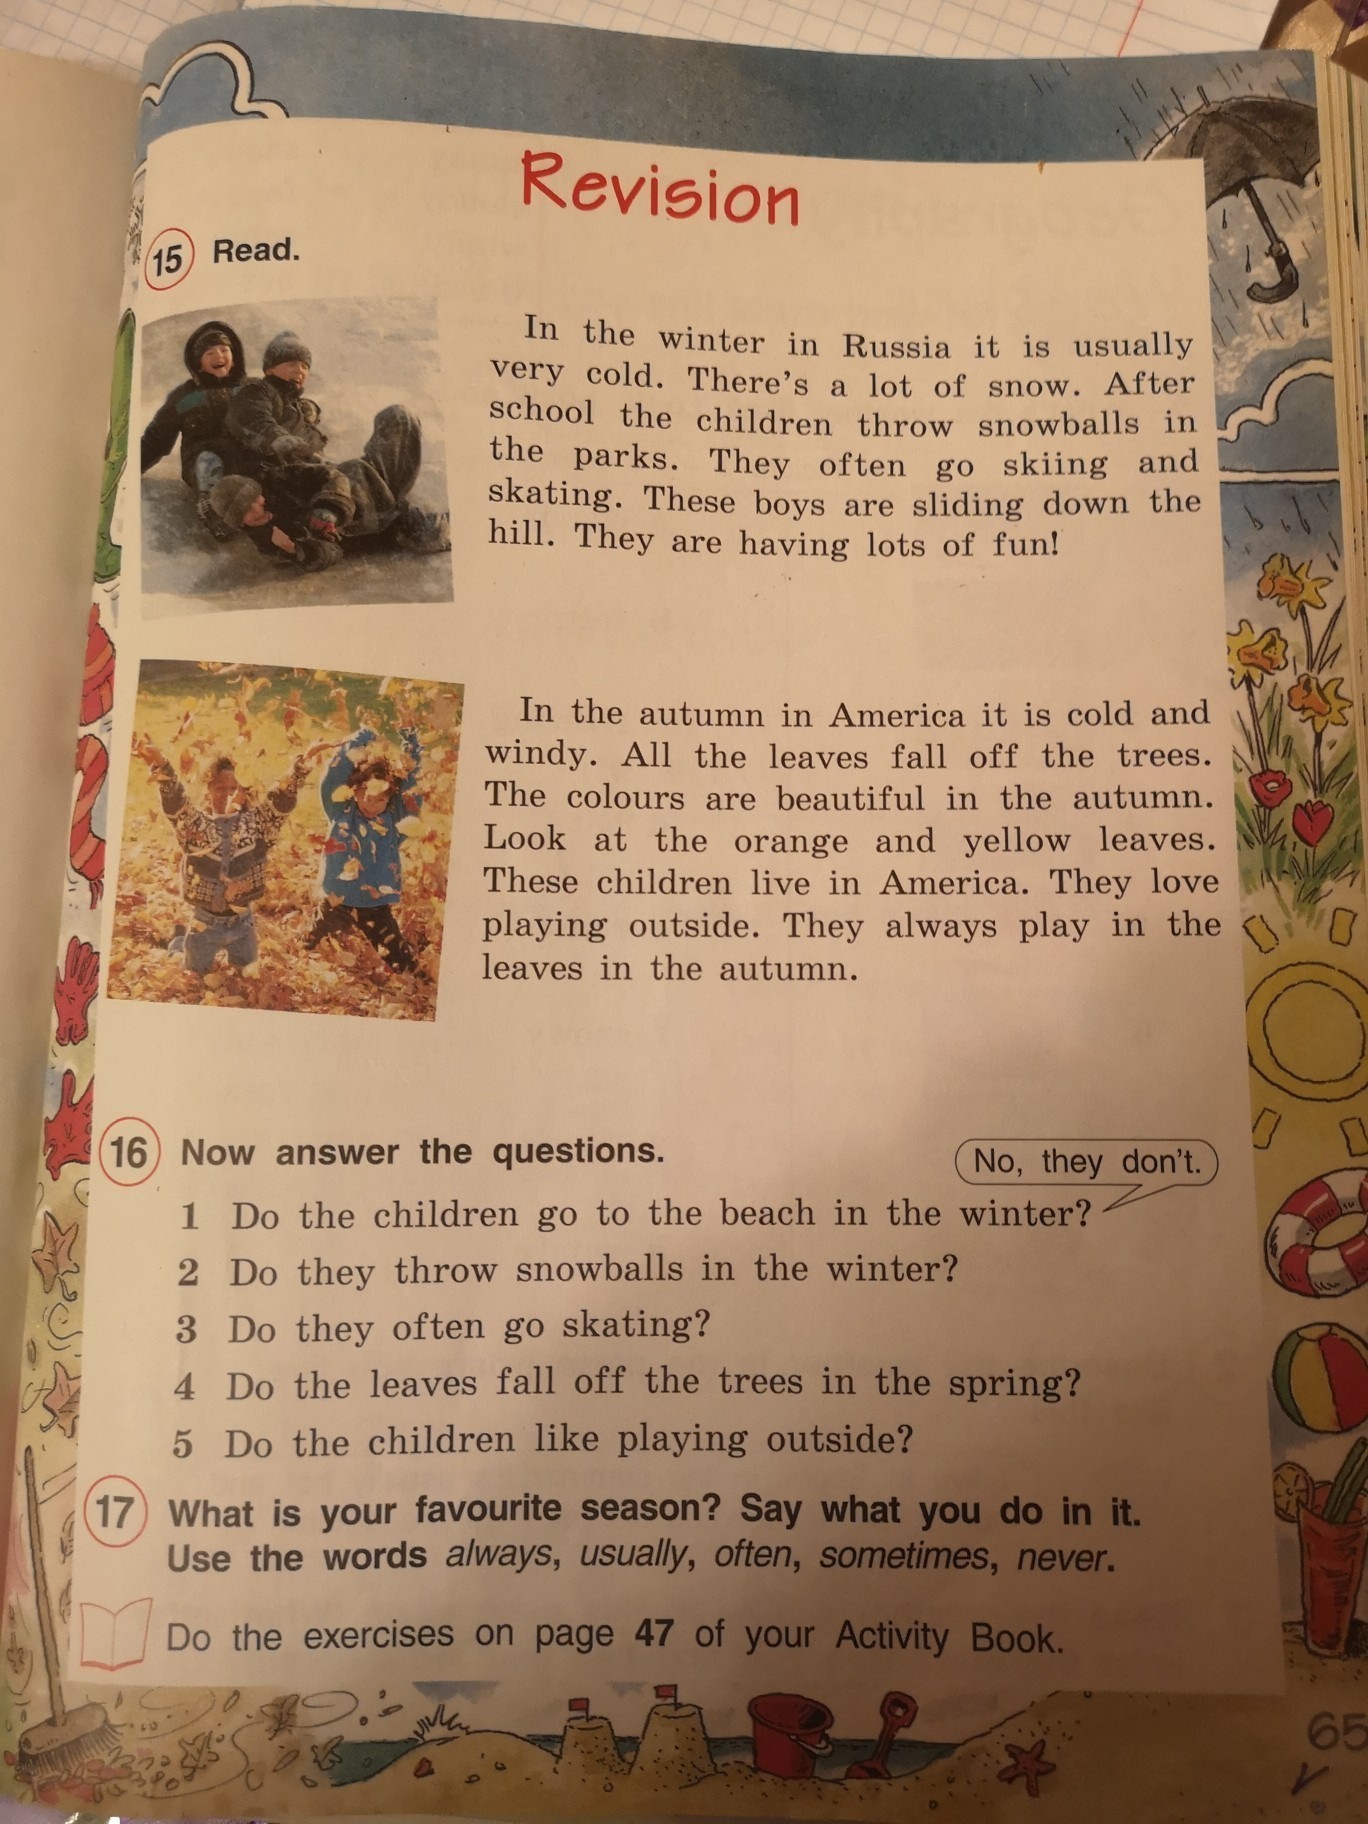 Revision
15 Read.
In the winter in Russia it is usually
very cold. There's a lot of snow. After
school the children throw snowballs in
the parks. They often go skiing and
skating. These boys are sliding down the
hill. They are having lots of fun!
In the autumn in America it is cold and
windy. All the leaves fall off the trees.
The colours are beautiful in the autumn.
Look at the orange and yellow leaves.
These children live in America. They love
playing outside. They always play in the
leaves in the autumn.
16 Now answer the questions.
No, they don't.
1 Do the children go to the beach in the winter?
2 Do they throw snowballs in the winter?
3 Do they often go skating?
4 Do the leaves fall off the trees in the spring?
5 Do the children like playing outside?
17 What is your favourite season? Say what you do in it.
Use the words always, usually, often, sometimes, never.
Do the exercises on page 47 of your Activity Book.
65